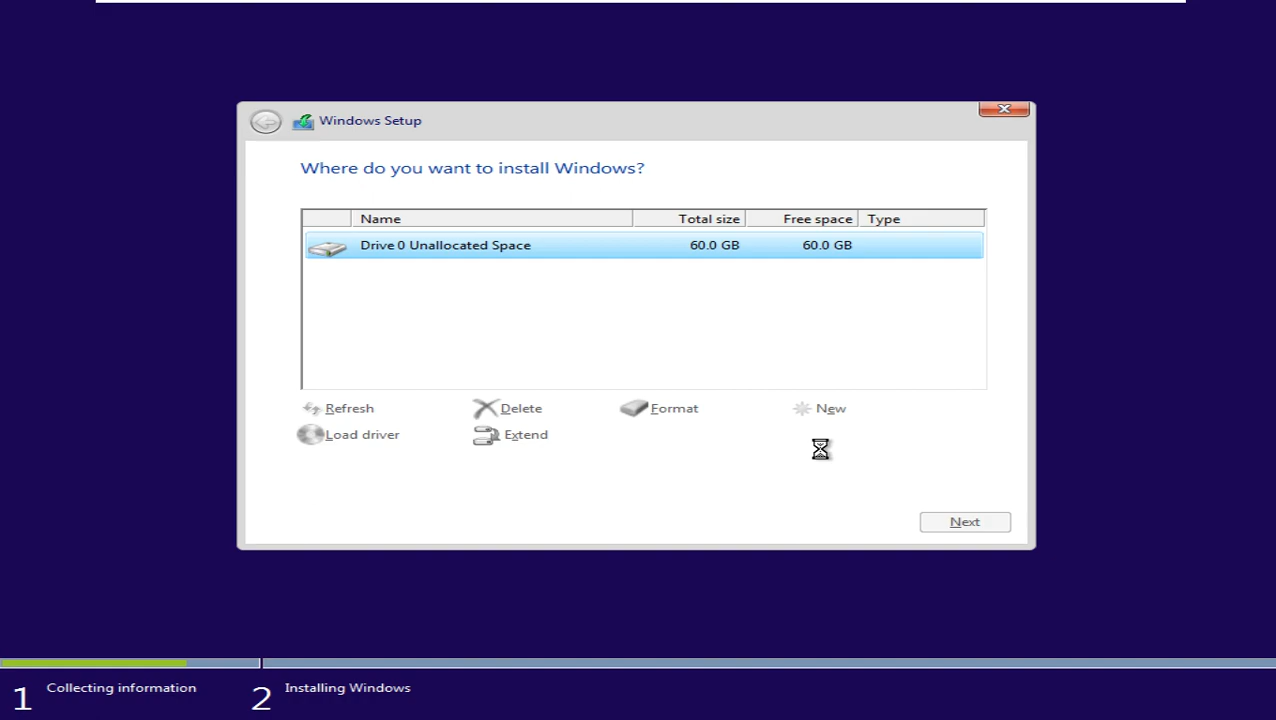 Windows Setup
Where do you want to install Windows?
Name Total size Free space Type
Drive 0 Unallocated Space 60.0 GB 60.0 GB
Refresh Delete Format New
Load driver Extend
Next
1 Collecting information 2 Installing Windows